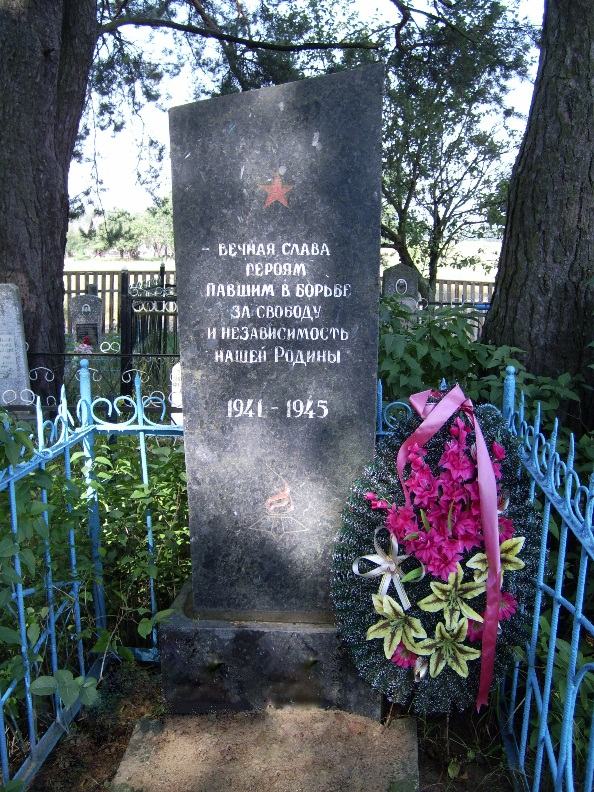 ВЕЧНАЯ СЛАВА
ГЕРОЯМ
ПАВШИМ В БОРЬБЕ
ЗА СВОБОДУ
И НЕЗАВИСИМОСТЬ
НАШЕЙ РОДИНЫ
1941 - 1945